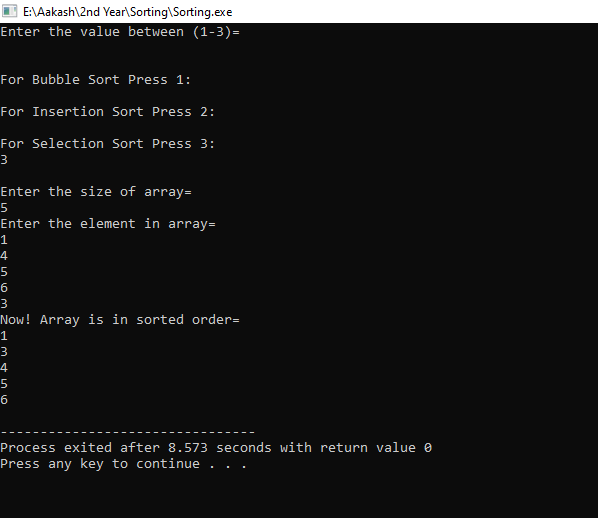 E:\Aakash\2nd Year\Sorting\Sorting.exe
Enter the value between (1-3)=
For Bubble Sort Press 1:
For Insertion Sort Press 2:
For Selection Sort Press 3:
3
Enter the size of array=
5
Enter the element in array=
1
4
5
6
3
Now! Array is in sorted order=
1
3
4
5
6
--------------------------------
Process exited after 8.573 seconds with return value 0
Press any key to continue . . .